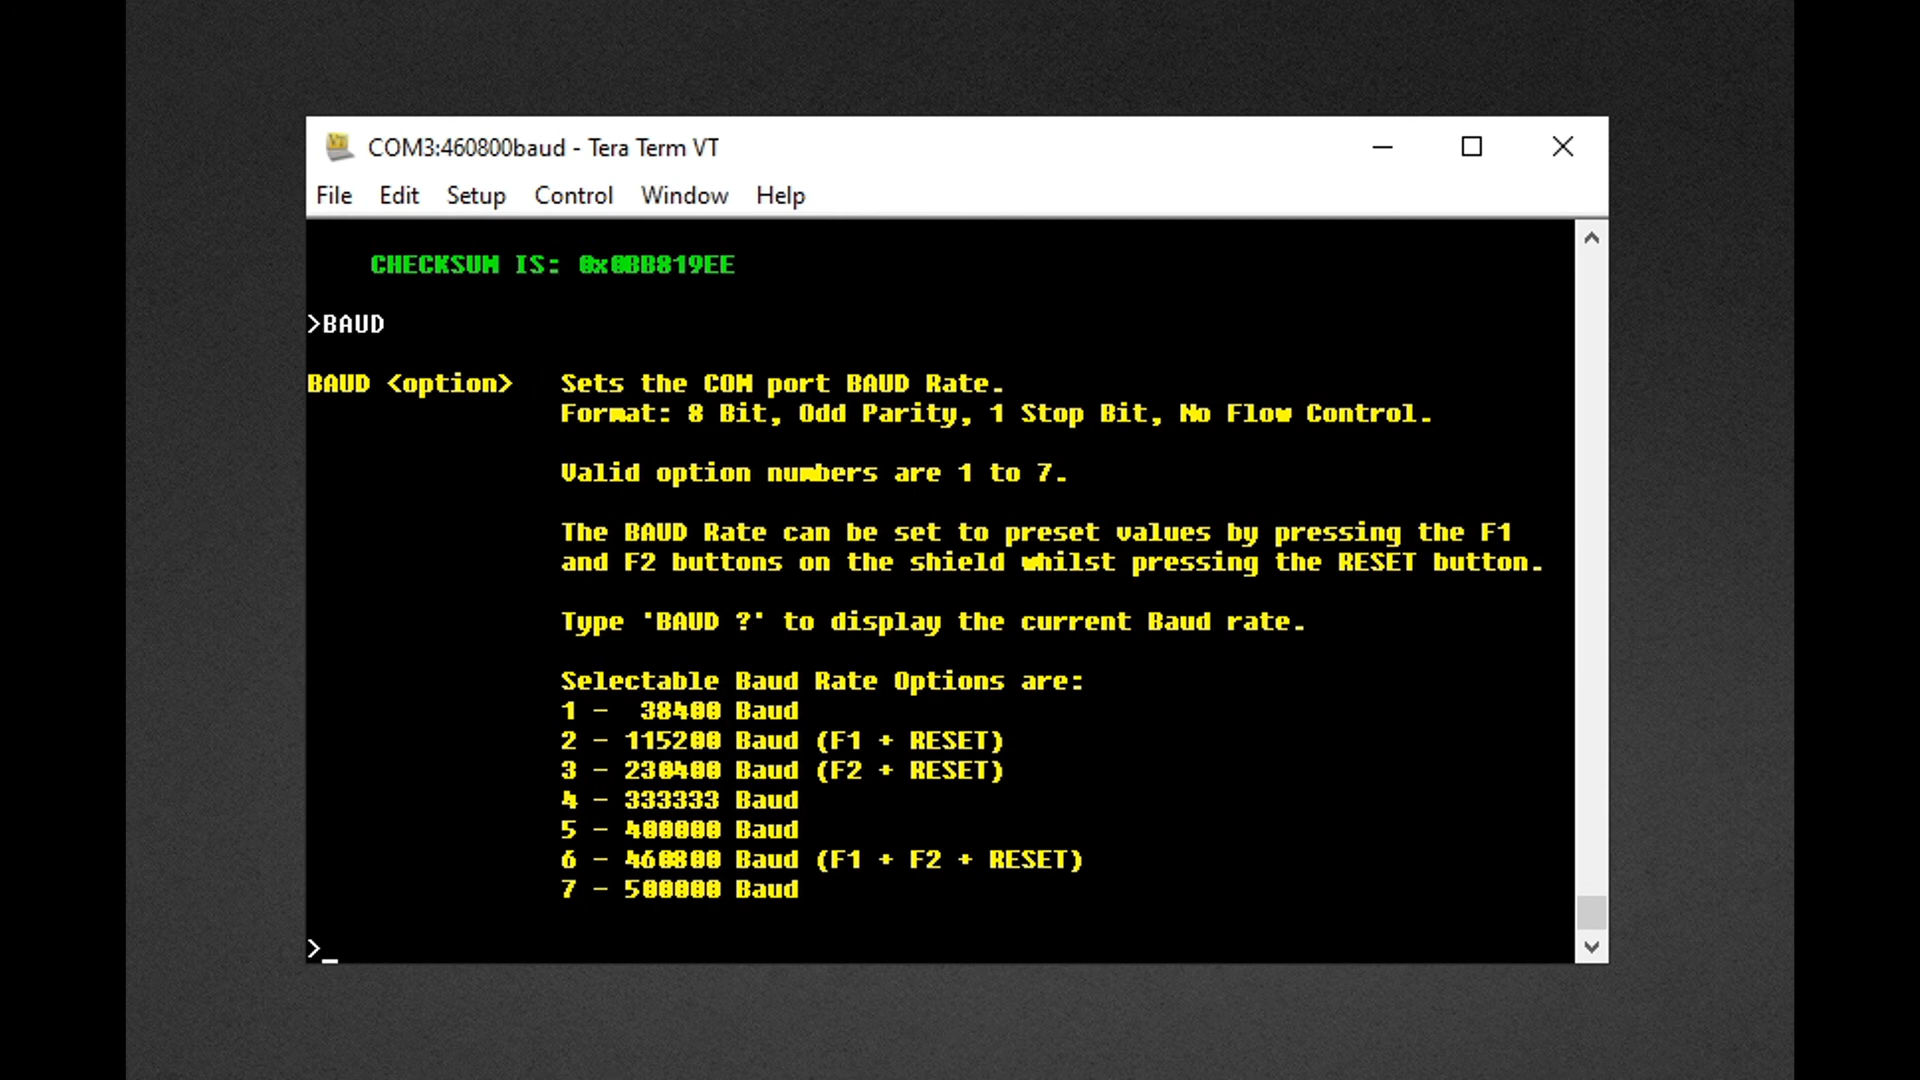 COM3:460800baud - Tera Term VT
File Edit Setup Control Window Help
CHECKSUM IS: 0x0BB819EE
>BAUD
BAUD <option> Sets the COM port BAUD Rate.
Format: 8 Bit, Odd Parity, 1 Stop Bit, No Flow Control.
Valid option numbers are 1 to 7.
The BAUD Rate can be set to preset values by pressing the F1
and F2 buttons on the shield whilst pressing the RESET button.
Type 'BAUD ?' to display the current Baud rate.
Selectable Baud Rate Options are:
1 - 38400 Baud
2 - 115200 Baud (F1 + RESET)
3 - 230400 Baud (F2 + RESET)
4 - 333333 Baud
5 - 400000 Baud
6 - 460800 Baud (F1 + F2 + RESET)
7 - 500000 Baud
>_